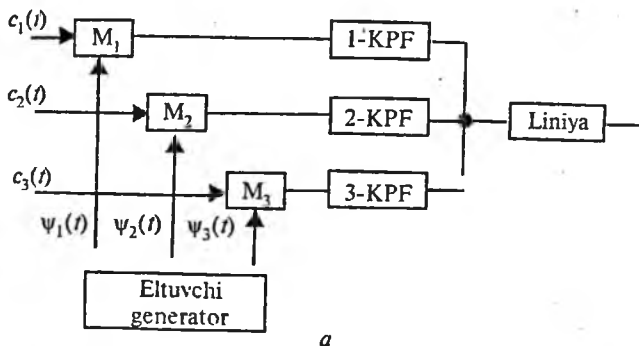 c₁(t)
M₁
1-KPF
c₂(t)
M₂
2-KPF
Liniya
c₃(t)
M₃
3-KPF
ψ₁(t)
ψ₂(t)
ψ₃(t)
Eltuvchi
generator
a